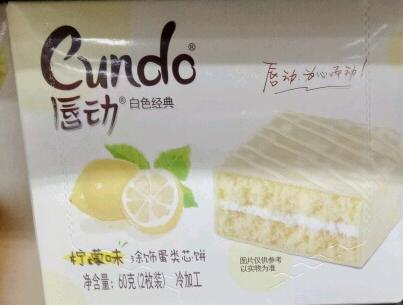 Cundo®
唇动®白色经典
唇动,为心而动!
柠檬味 涂饰蛋类芯饼
净含量: 60克(2枚装) 冷加工
图片仅供参考
以实物为准